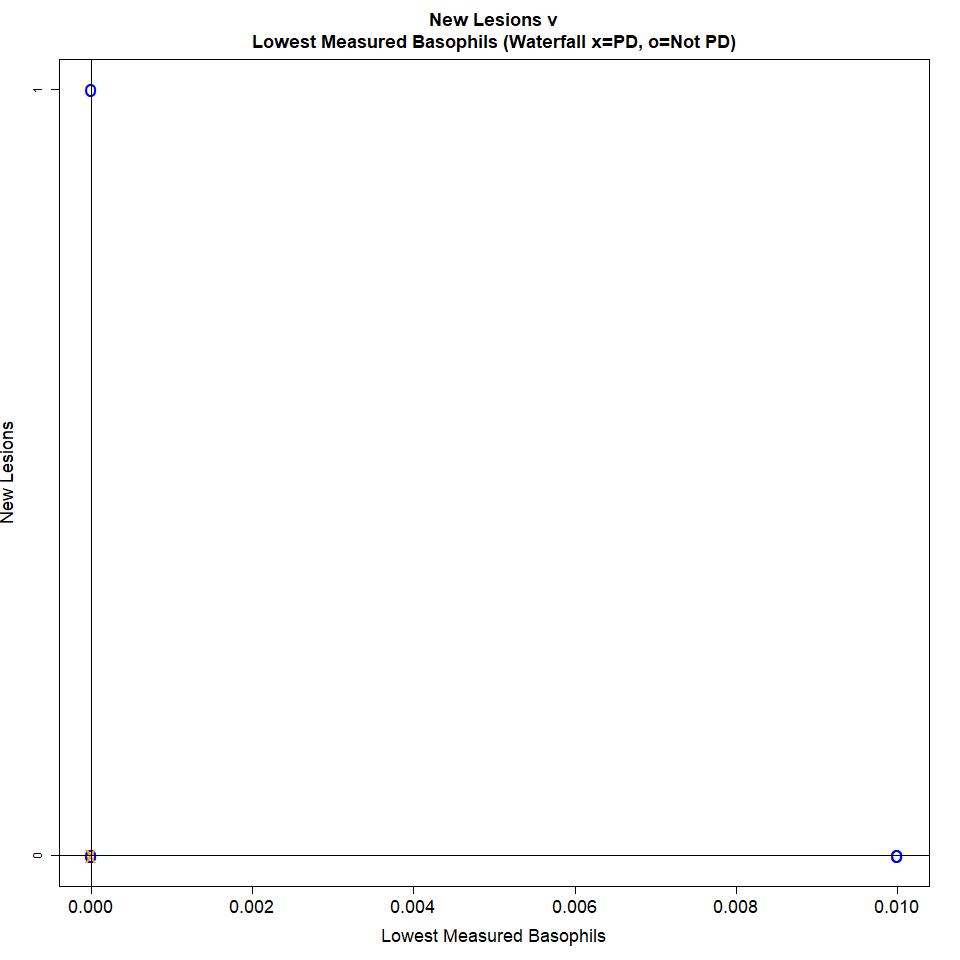 New Lesions v
Lowest Measured Basophils (Waterfall x=PD, o=Not PD)
1
New Lesions
0
0.000 0.002 0.004 0.006 0.008 0.010
Lowest Measured Basophils